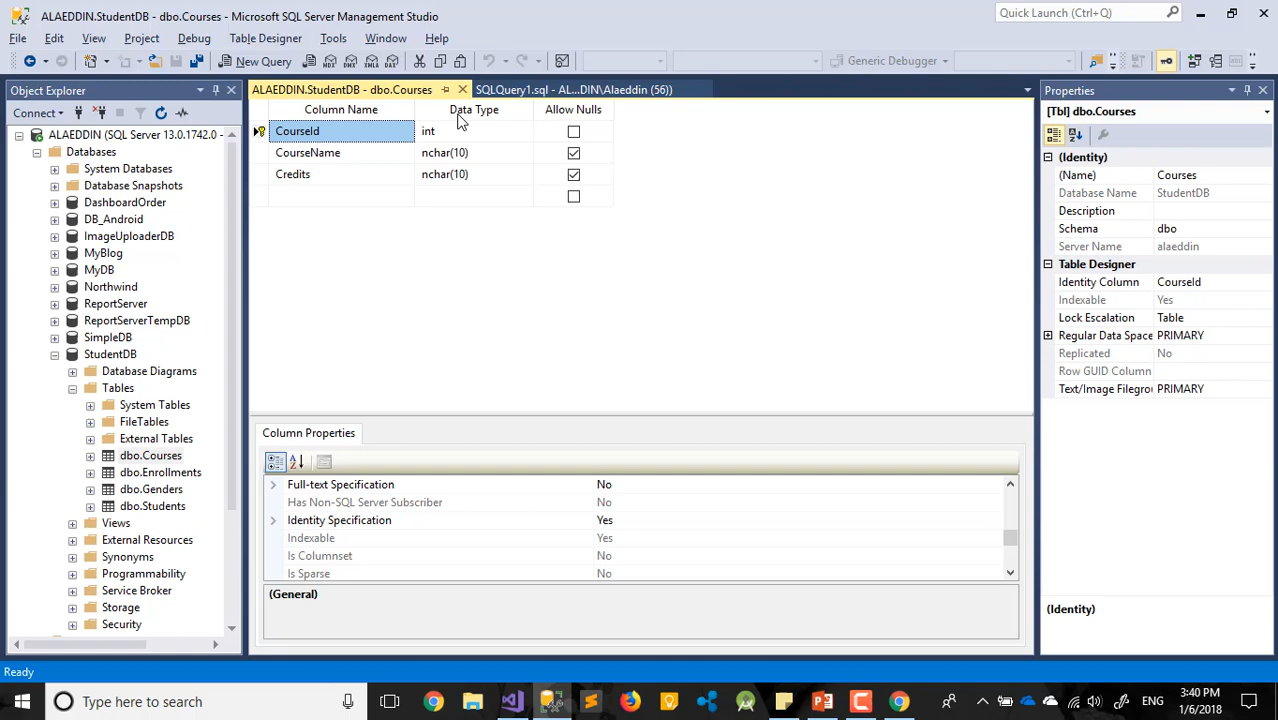 ALAEDDIN.StudentDB - dbo.Courses - Microsoft SQL Server Management Studio
Quick Launch (Ctrl+Q)
File Edit View Project Debug Table Designer Tools Window Help
New Query
Generic Debugger
Object Explorer
ALAEDDIN.StudentDB - dbo.Courses
SQLQuery1.sql - AL...DIN\Alaeddin (56))
Properties
Connect
ALAEDDIN (SQL Server 13.0.1742.0 -
Databases
System Databases
Database Snapshots
DashboardOrder
DB_Android
ImageUploaderDB
MyBlog
MyDB
Northwind
ReportServer
ReportServerTempDB
SimpleDB
StudentDB
Database Diagrams
Tables
System Tables
FileTables
External Tables
dbo.Courses
dbo.Enrollments
dbo.Genders
dbo.Students
Views
External Resources
Synonyms
Programmability
Service Broker
Storage
Security
Column Name Data Type Allow Nulls
CourseId int
CourseName nchar(10)
Credits nchar(10)
Column Properties
Full-text Specification No
Has Non-SQL Server Subscriber No
Identity Specification Yes
Indexable Yes
Is Columnset No
Is Sparse No
(General)
[Tbl] dbo.Courses
(Identity)
(Name) Courses
Database Name StudentDB
Description
Schema dbo
Server Name alaeddin
Table Designer
Identity Column CourseId
Indexable Yes
Lock Escalation Table
Regular Data Space PRIMARY
Replicated No
Row GUID Column
Text/Image Filegro PRIMARY
(Identity)
Ready
Type here to search
ENG
3:40 PM
1/6/2018